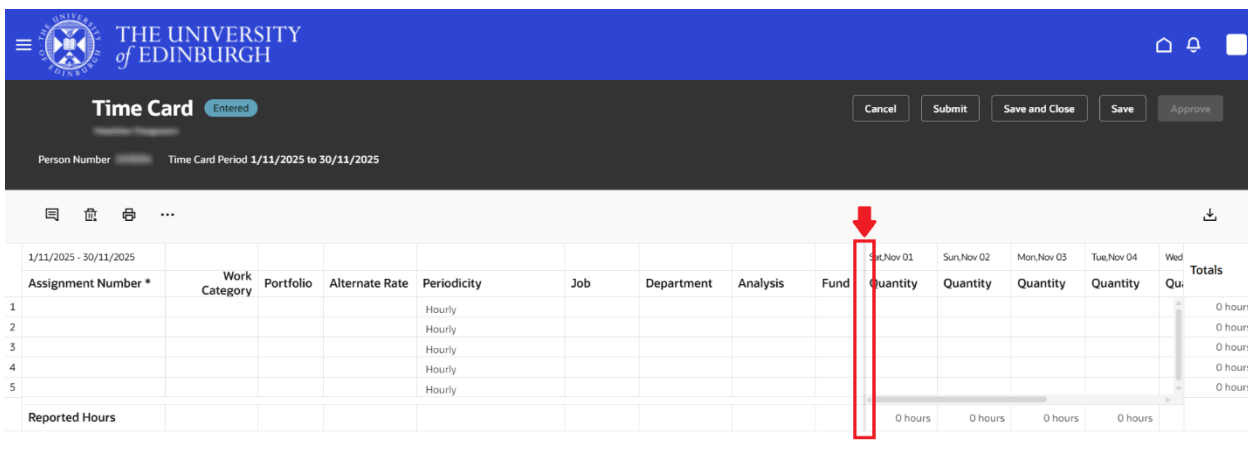 THE UNIVERSITY
of EDINBURGH
Time Card Entered
Cancel Submit Save and Close Save Approve
Person Number Time Card Period 1/11/2025 to 30/11/2025
1/11/2025 - 30/11/2025 Sat,Nov 01 Sun,Nov 02 Mon,Nov 03 Tue,Nov 04 Wed
Assignment Number * Work Category Portfolio Alternate Rate Periodicity Job Department Analysis Fund Quantity Quantity Quantity Quantity Totals
1 Hourly 0 hours
2 Hourly 0 hours
3 Hourly 0 hours
4 Hourly 0 hours
5 Hourly 0 hours
Reported Hours 0 hours 0 hours 0 hours 0 hours